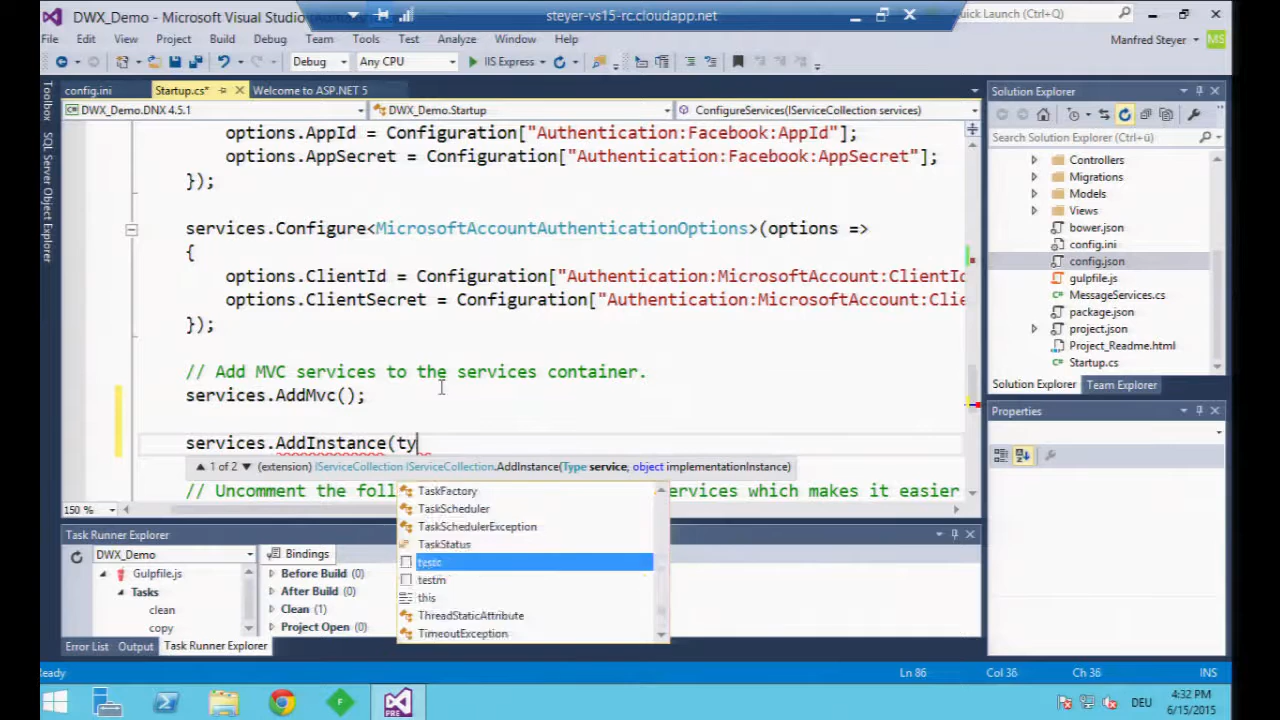 DWX_Demo - Microsoft Visual Studio
steyer-vs15-rc.cloudapp.net
Quick Launch (Ctrl+Q)
File Edit View Project Build Debug Team Tools Test Analyze Window Help
Manfred Steyer MS
Debug Any CPU IIS Express
config.ini Startup.cs* Welcome to ASP.NET 5
DWX_Demo.DNX 4.5.1 DWX_Demo.Startup ConfigureServices(IServiceCollection services)
Toolbox
SQL Server Object Explorer
options.AppId = Configuration["Authentication:Facebook:AppId"];
options.AppSecret = Configuration["Authentication:Facebook:AppSecret"];
});
services.Configure<MicrosoftAccountAuthenticationOptions>(options =>
{
options.ClientId = Configuration["Authentication:MicrosoftAccount:ClientId
options.ClientSecret = Configuration["Authentication:MicrosoftAccount:Clie
});
// Add MVC services to the services container.
services.AddMvc();
services.AddInstance(ty
1 of 2 (extension) IServiceCollection IServiceCollection.AddInstance(Type service, object implementationInstance)
// Uncomment the foll ervices which makes it easier
TaskFactory
TaskScheduler
TaskSchedulerException
TaskStatus
testc
testm
this
ThreadStaticAttribute
TimeoutException
150 %
Task Runner Explorer
DWX_Demo
Gulpfile.js
Tasks
clean
copy
Bindings
Before Build (0)
After Build (0)
Clean (1)
Project Open (0)
Error List Output Task Runner Explorer
Solution Explorer
Search Solution Explorer (Ctrl+ü)
Controllers
Migrations
Models
Views
bower.json
config.ini
config.json
gulpfile.js
MessageServices.cs
package.json
project.json
Project_Readme.html
Startup.cs
Solution Explorer Team Explorer
Properties
eady Ln 86 Col 36 Ch 36 INS
PRE
DEU
4:32 PM
6/15/2015